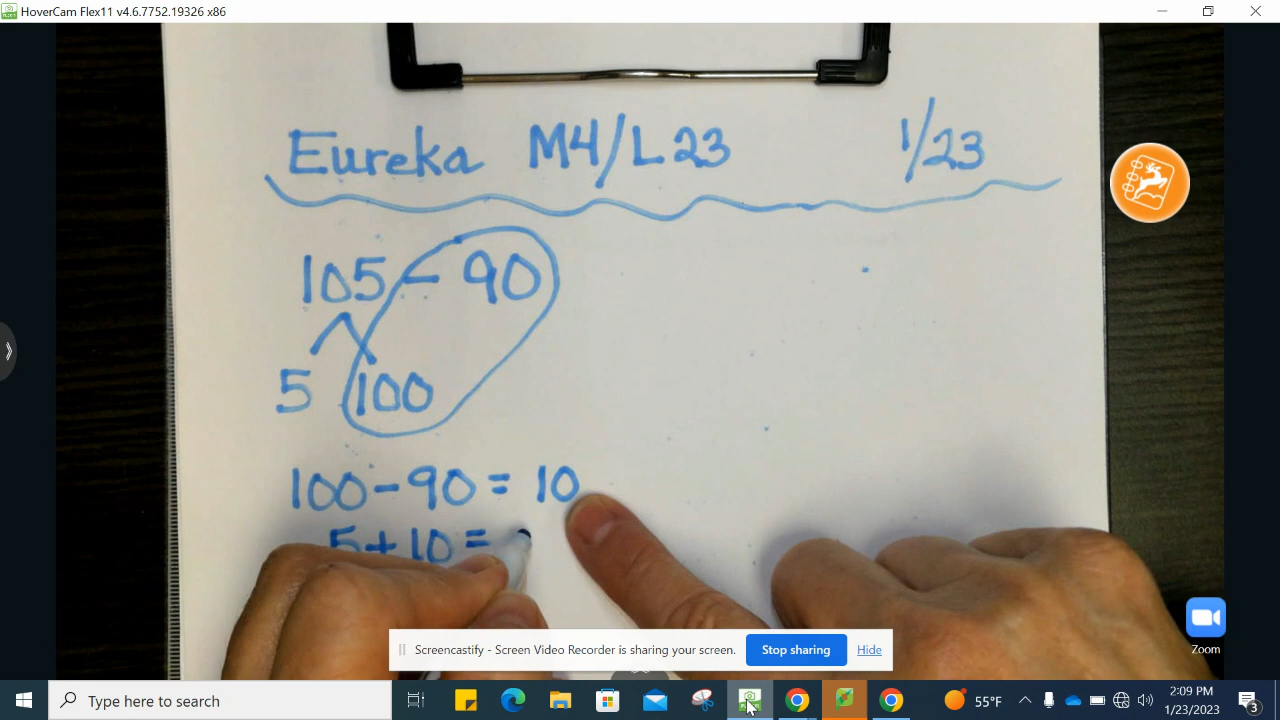 HoverCam Flex11 v4.6.7752.19326 x86
Eureka M4/L23 1/23
105 - 90
5 100
100 - 90 = 10
5 + 10 =
Screencastify - Screen Video Recorder is sharing your screen. Stop sharing Hide
Zoom
Type here to search
55°F
2:09 PM
1/23/2023
3